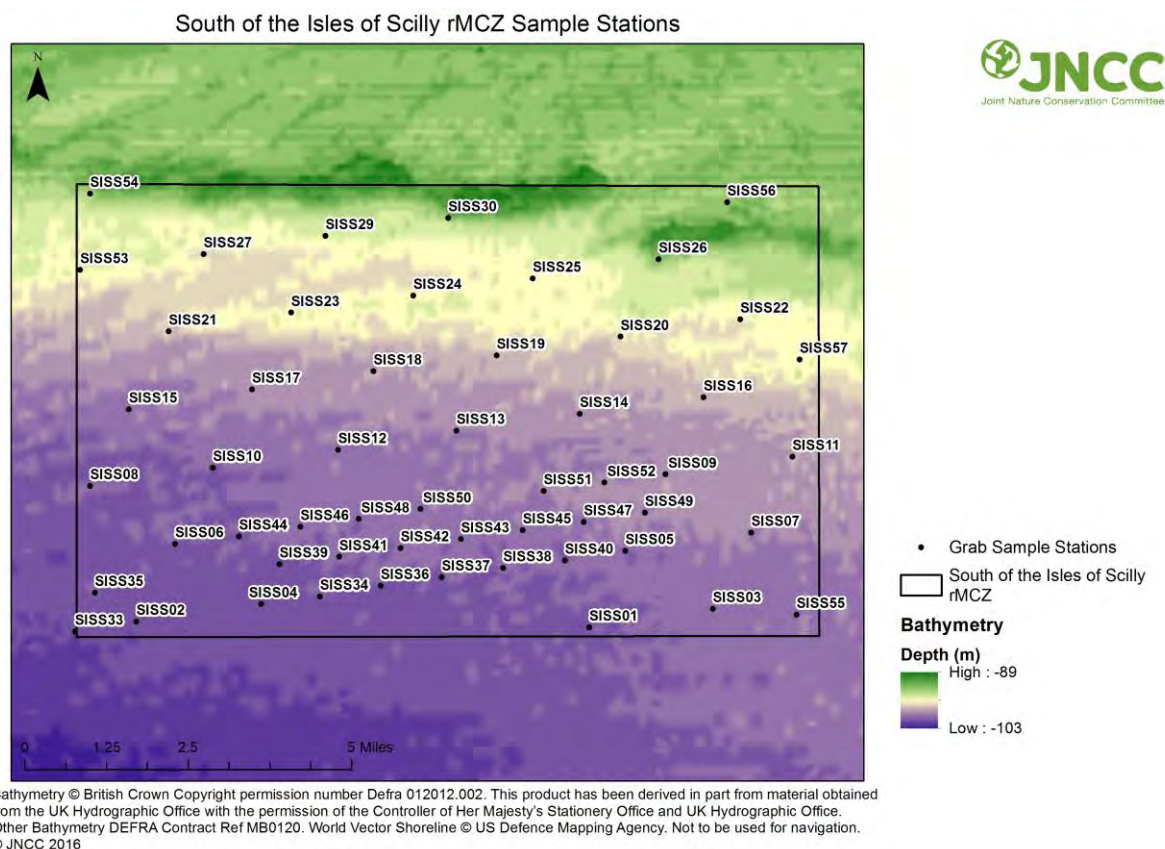 South of the Isles of Scilly rMCZ Sample Stations
N
JNCC
Joint Nature Conservation Committee
SISS54
SISS56
SISS30
SISS29
SISS27
SISS26
SISS53
SISS25
SISS24
SISS23
SISS22
SISS21
SISS20
SISS19
SISS57
SISS18
SISS17
SISS16
SISS15
SISS14
SISS13
SISS12
SISS11
SISS10
SISS09
SISS52
SISS08
SISS51
SISS50
SISS49
SISS48
SISS47
SISS46
SISS45
SISS44
SISS43
SISS07
SISS06
SISS42
SISS41
SISS05
SISS40
SISS39
SISS38
SISS37
SISS36
SISS35
SISS34
SISS04
SISS03
SISS55
SISS02
SISS33
SISS01
Grab Sample Stations
South of the Isles of Scilly
rMCZ
Bathymetry
Depth (m)
High : -89
Low : -103
0 1.25 2.5 5 Miles
Bathymetry © British Crown Copyright permission number Defra 012012.002. This product has been derived in part from material obtained
from the UK Hydrographic Office with the permission of the Controller of Her Majesty's Stationery Office and UK Hydrographic Office.
Other Bathymetry DEFRA Contract Ref MB0120. World Vector Shoreline © US Defence Mapping Agency. Not to be used for navigation.
© JNCC 2016